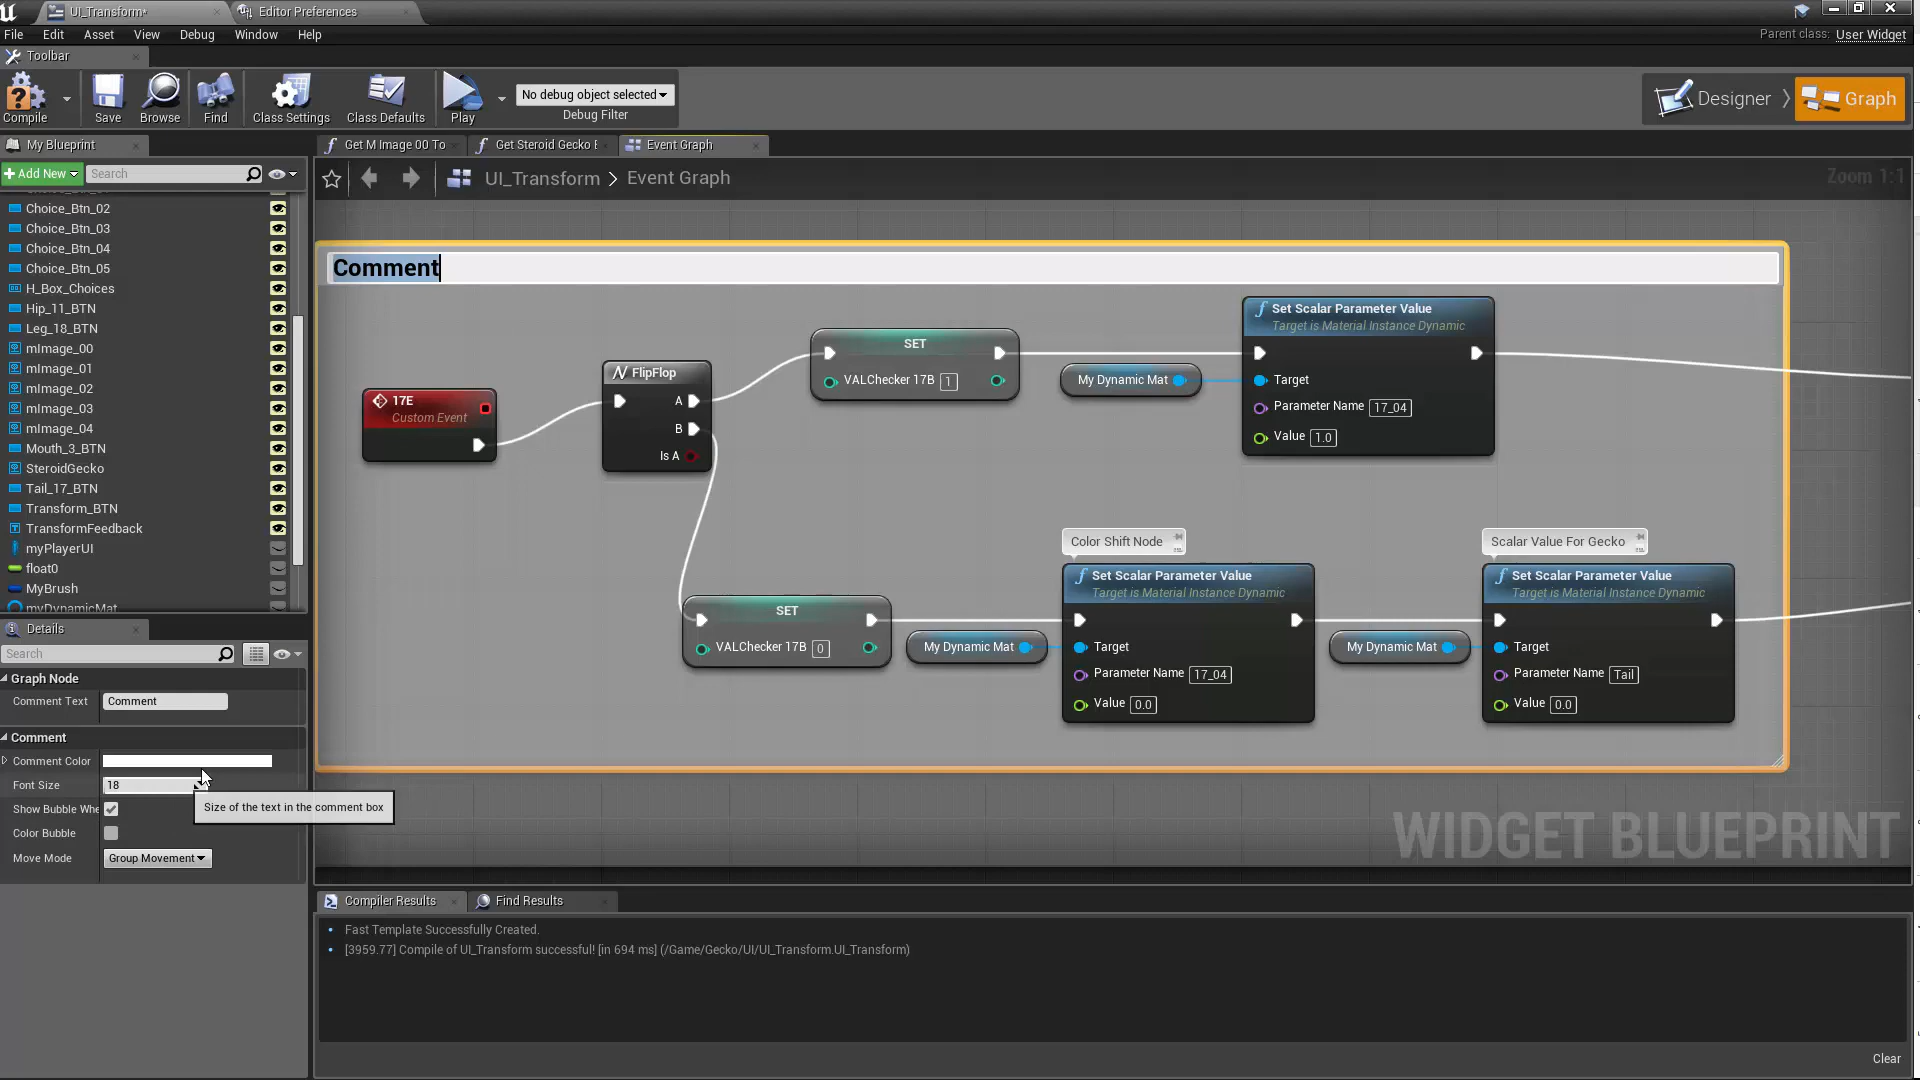 UI_Transform*
Editor Preferences
File Edit Asset View Debug Window Help
Parent class: User Widget
Toolbar
Compile
Save
Browse
Find
Class Settings
Class Defaults
Play
No debug object selected
Debug Filter
Designer
Graph
My Blueprint
Get M Image 00 To
Get Steroid Gecko
Event Graph
Add New
Search
UI_Transform > Event Graph
Zoom 1:1
Choice_Btn_02
Choice_Btn_03
Choice_Btn_04
Choice_Btn_05
H_Box_Choices
Hip_11_BTN
Leg_18_BTN
mImage_00
mImage_01
mImage_02
mImage_03
mImage_04
Mouth_3_BTN
SteroidGecko
Tail_17_BTN
Transform_BTN
TransformFeedback
myPlayerUI
float0
MyBrush
myDynamicMat
Comment
17E
Custom Event
FlipFlop
A
B
Is A
SET
VALChecker 17B 1
My Dynamic Mat
Set Scalar Parameter Value
Target is Material Instance Dynamic
Target
Parameter Name 17_04
Value 1.0
SET
VALChecker 17B 0
My Dynamic Mat
Color Shift Node
Set Scalar Parameter Value
Target is Material Instance Dynamic
Target
Parameter Name 17_04
Value 0.0
My Dynamic Mat
Scalar Value For Gecko
Set Scalar Parameter Value
Target is Material Instance Dynamic
Target
Parameter Name Tail
Value 0.0
WIDGET BLUEPRINT
Details
Search
Graph Node
Comment Text Comment
Comment
Comment Color
Font Size 18
Show Bubble Whe
Color Bubble
Move Mode Group Movement
Size of the text in the comment box
Compiler Results
Find Results
Fast Template Successfully Created.
[3959.77] Compile of UI_Transform successful! [in 694 ms] (/Game/Gecko/UI/UI_Transform.UI_Transform)
Clear